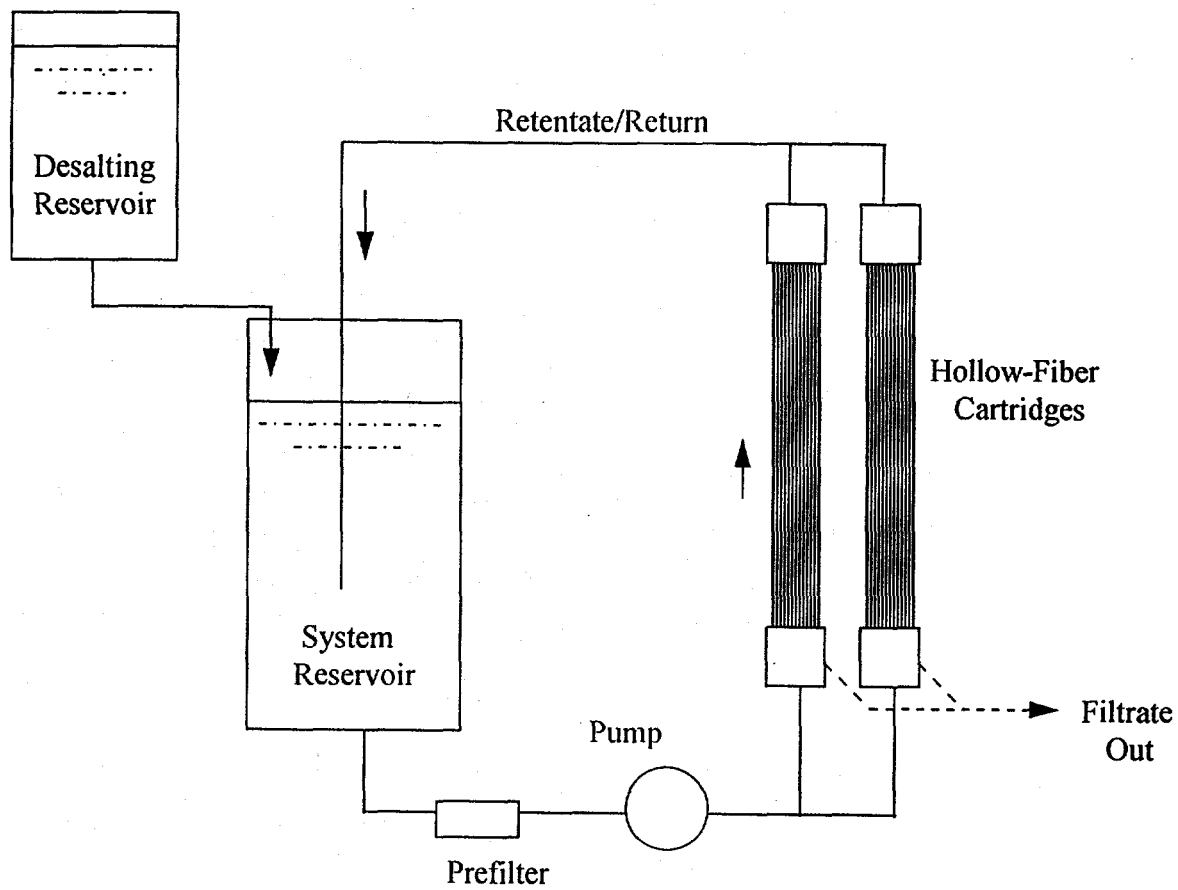 Retentate/Return
Desalting
Reservoir
Hollow-Fiber
Cartridges
System
Reservoir
Pump
Filtrate
Out
Prefilter